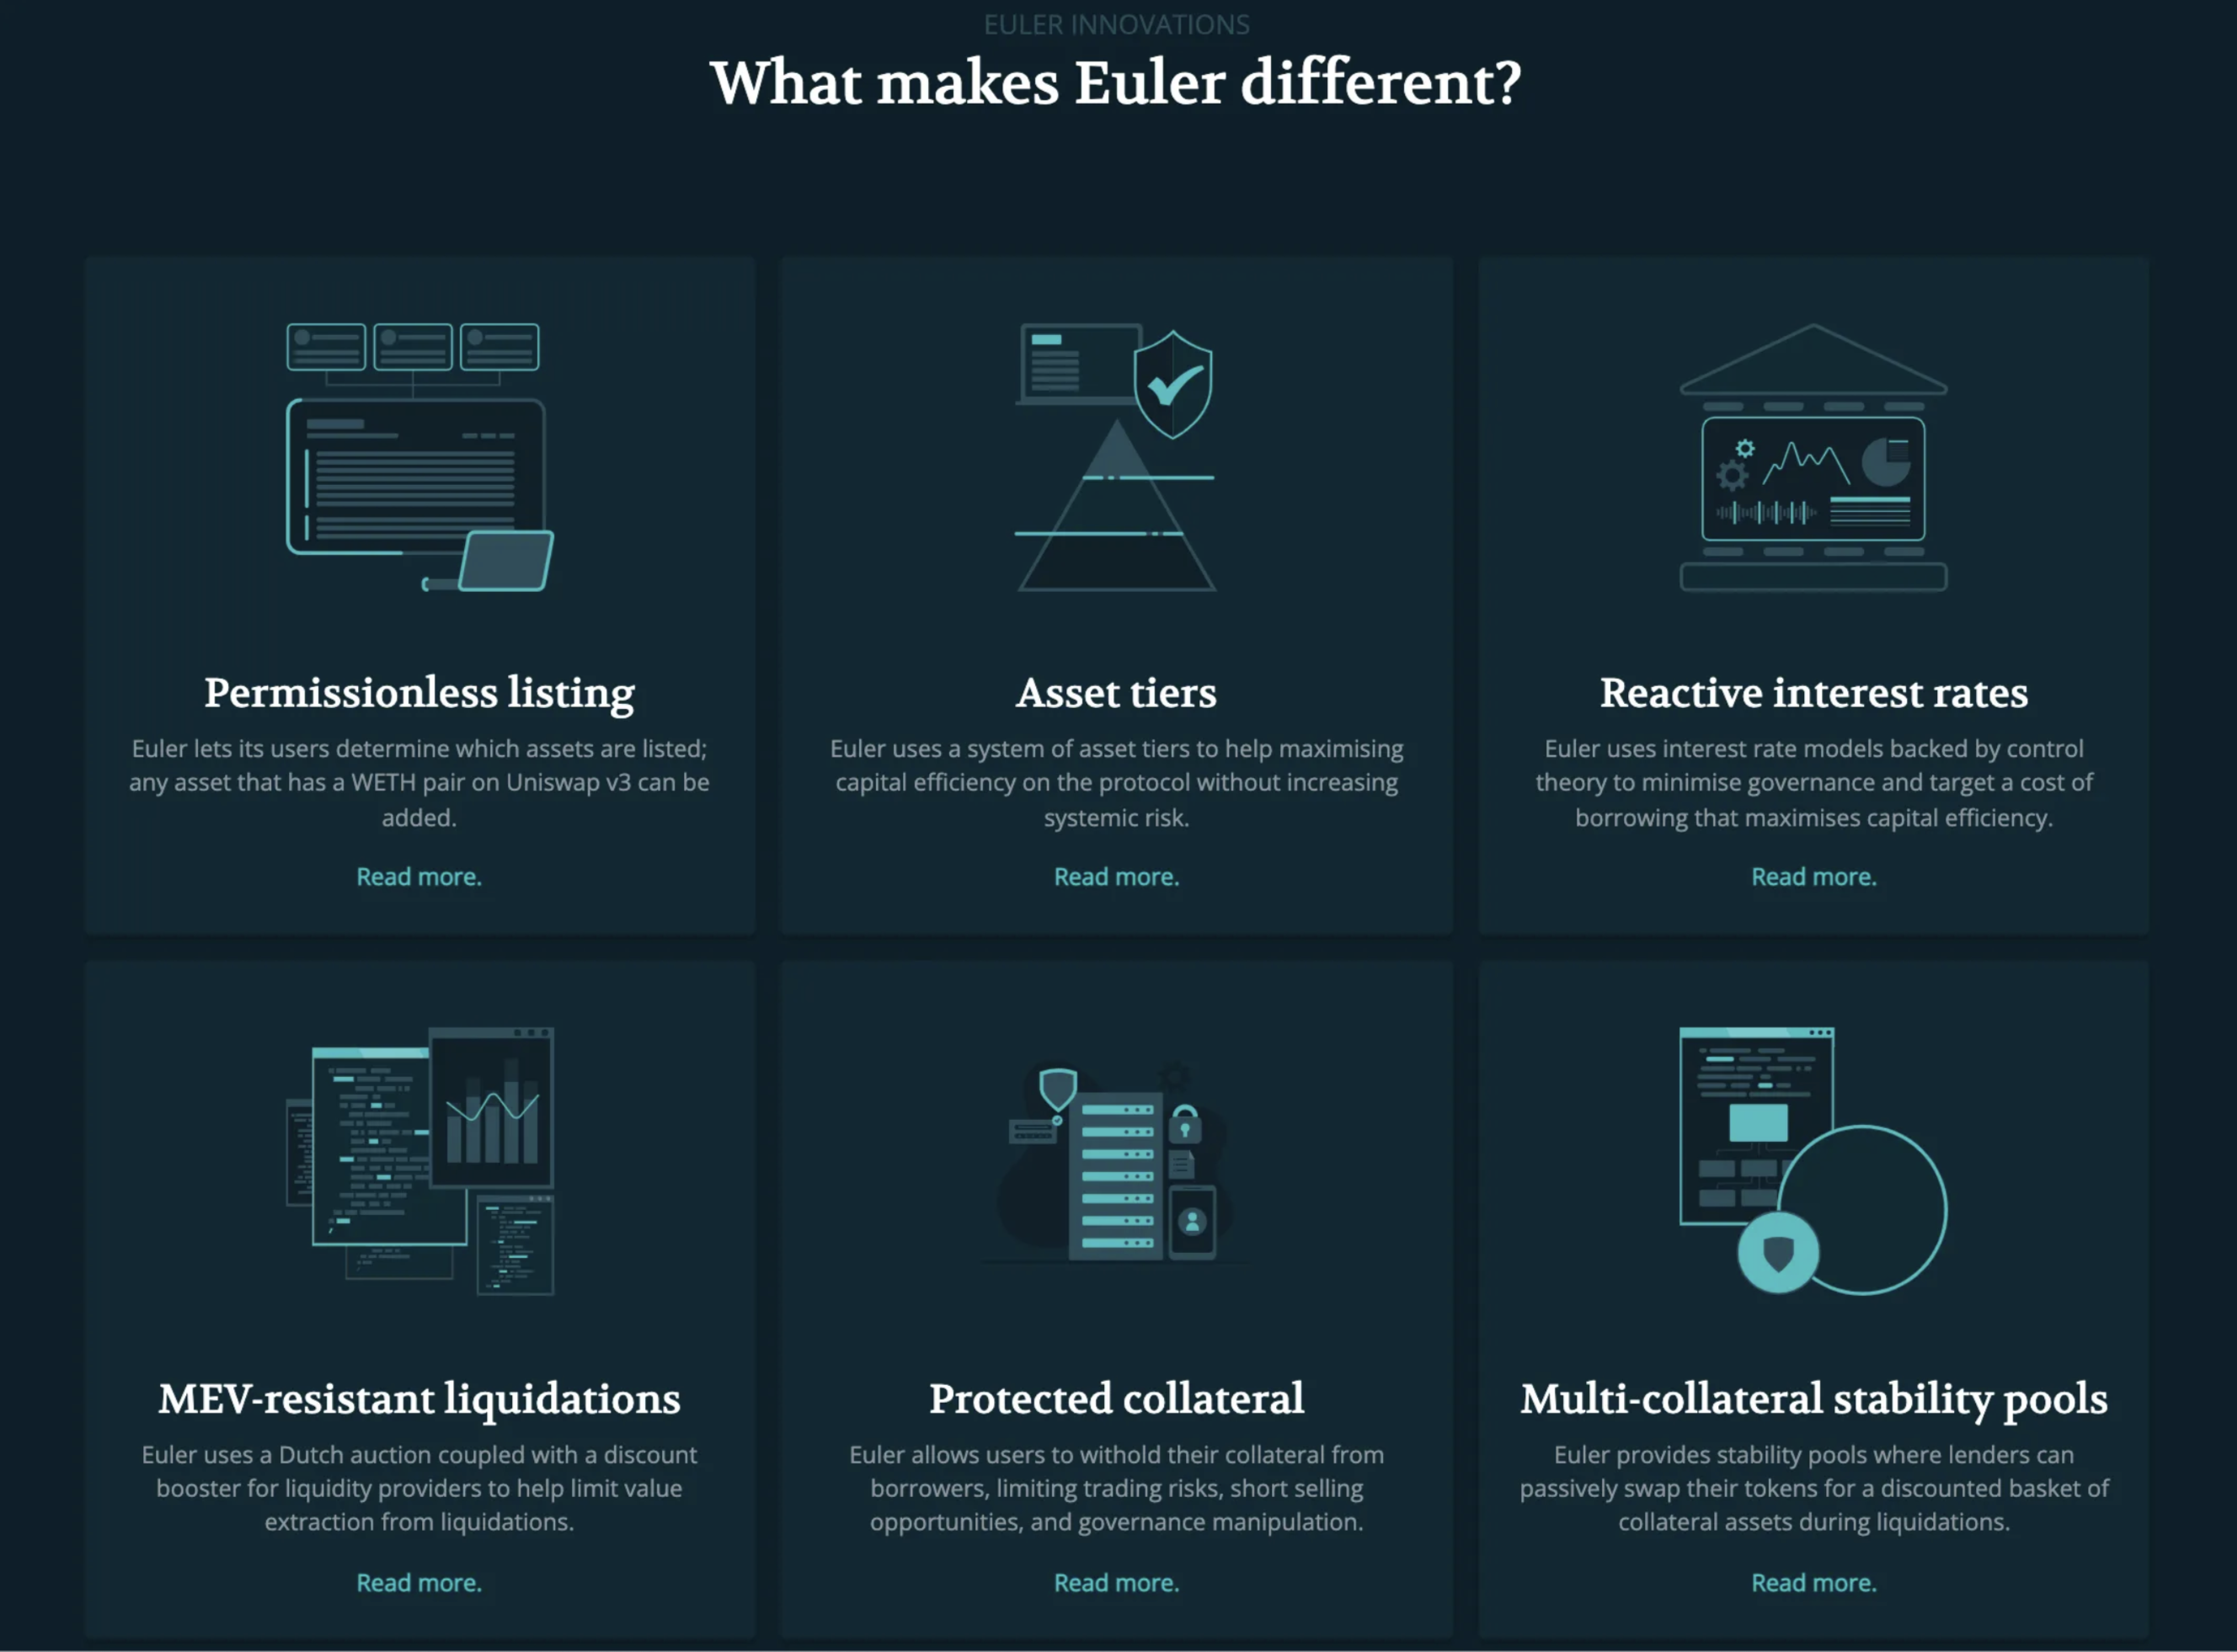 EULER INNOVATIONS
What makes Euler different?
Permissionless listing
Euler lets its users determine which assets are listed;
any asset that has a WETH pair on Uniswap v3 can be
added.
Read more.
Asset tiers
Euler uses a system of asset tiers to help maximising
capital efficiency on the protocol without increasing
systemic risk.
Read more.
Reactive interest rates
Euler uses interest rate models backed by control
theory to minimise governance and target a cost of
borrowing that maximises capital efficiency.
Read more.
MEV-resistant liquidations
Euler uses a Dutch auction coupled with a discount
booster for liquidity providers to help limit value
extraction from liquidations.
Read more.
Protected collateral
Euler allows users to withold their collateral from
borrowers, limiting trading risks, short selling
opportunities, and governance manipulation.
Read more.
Multi-collateral stability pools
Euler provides stability pools where lenders can
passively swap their tokens for a discounted basket of
collateral assets during liquidations.
Read more.